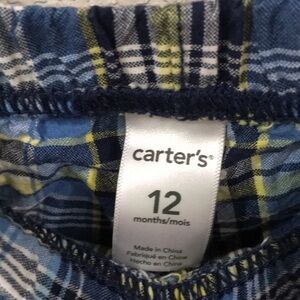 carter's®
12
months/mois
Made in China
Fabriqué en Chine
Hecho en China